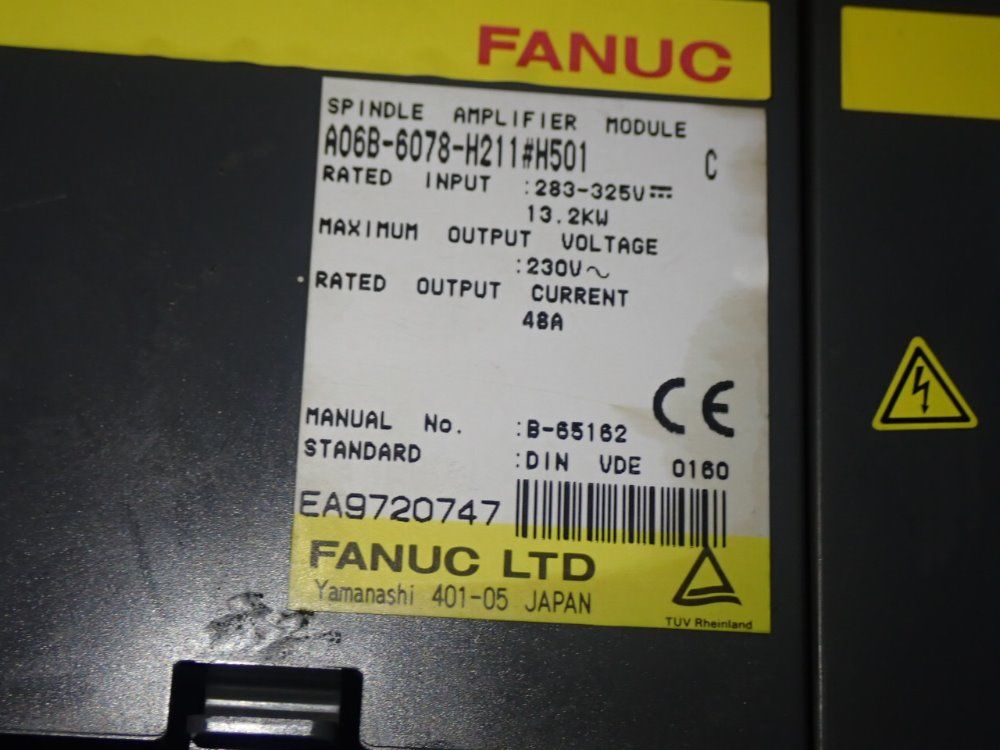 FANUC
SPINDLE AMPLIFIER MODULE
A06B-6078-H211#H501 C
RATED INPUT :283-325V⎓
13.2KW
MAXIMUM OUTPUT VOLTAGE
:230V~
RATED OUTPUT CURRENT
48A
CE
MANUAL No. :B-65162
STANDARD :DIN VDE 0160
EA9720747
FANUC LTD
Yamanashi 401-05 JAPAN
TUV Rheinland